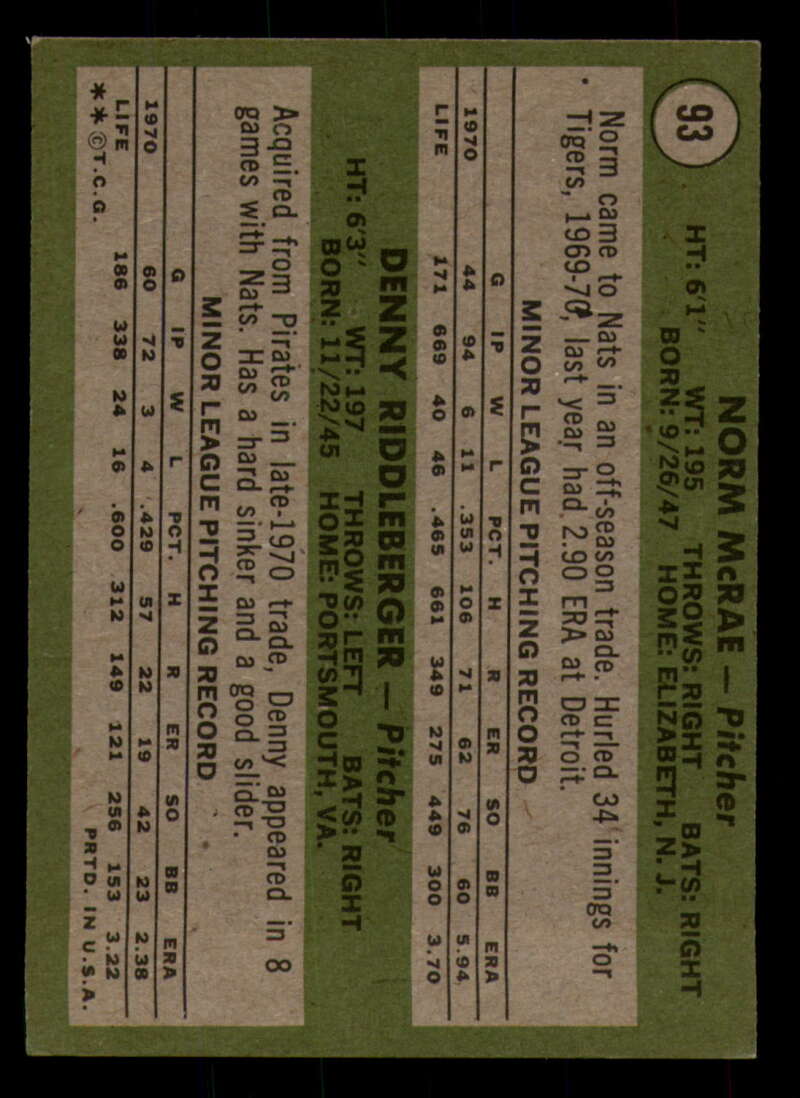 93
NORM McRAE — Pitcher
HT: 6'1" WT: 195 THROWS: RIGHT BATS: RIGHT
BORN: 9/26/47 HOME: ELIZABETH, N. J.
Norm came to Nats in an off-season trade. Hurled 34 innings for
Tigers, 1969-70, last year had 2.90 ERA at Detroit.
MINOR LEAGUE PITCHING RECORD
G IP W L PCT. H R ER SO BB ERA
1970 44 94 6 11 .353 106 71 62 76 60 5.94
LIFE 171 669 40 46 .465 661 349 275 449 300 3.70
DENNY RIDDLEBERGER — Pitcher
HT: 6'3" WT: 197 THROWS: LEFT BATS: RIGHT
BORN: 11/22/45 HOME: PORTSMOUTH, VA.
Acquired from Pirates in late-1970 trade, Denny appeared in 8
games with Nats. Has a hard sinker and a good slider.
MINOR LEAGUE PITCHING RECORD
G IP W L PCT. H R ER SO BB ERA
1970 60 72 3 4 .429 57 22 19 42 23 2.38
LIFE 186 338 24 16 .600 312 149 121 256 153 3.22
**©T.C.G. PRTD. IN U.S.A.